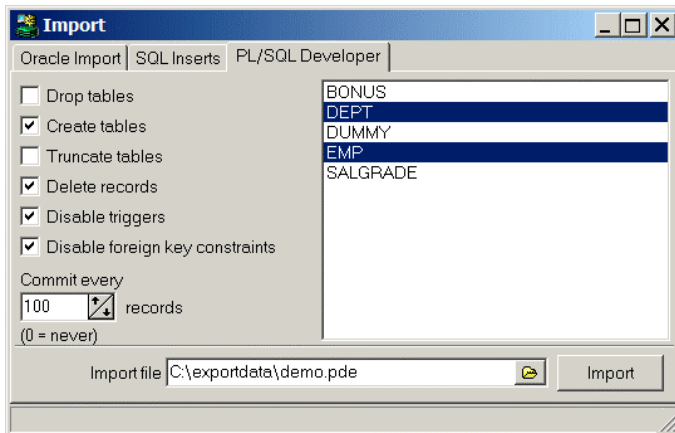 Import
Oracle Import SQL Inserts PL/SQL Developer
Drop tables
Create tables
Truncate tables
Delete records
Disable triggers
Disable foreign key constraints
Commit every
100 records
(0 = never)
BONUS
DEPT
DUMMY
EMP
SALGRADE
Import file C:\exportdata\demo.pde Import